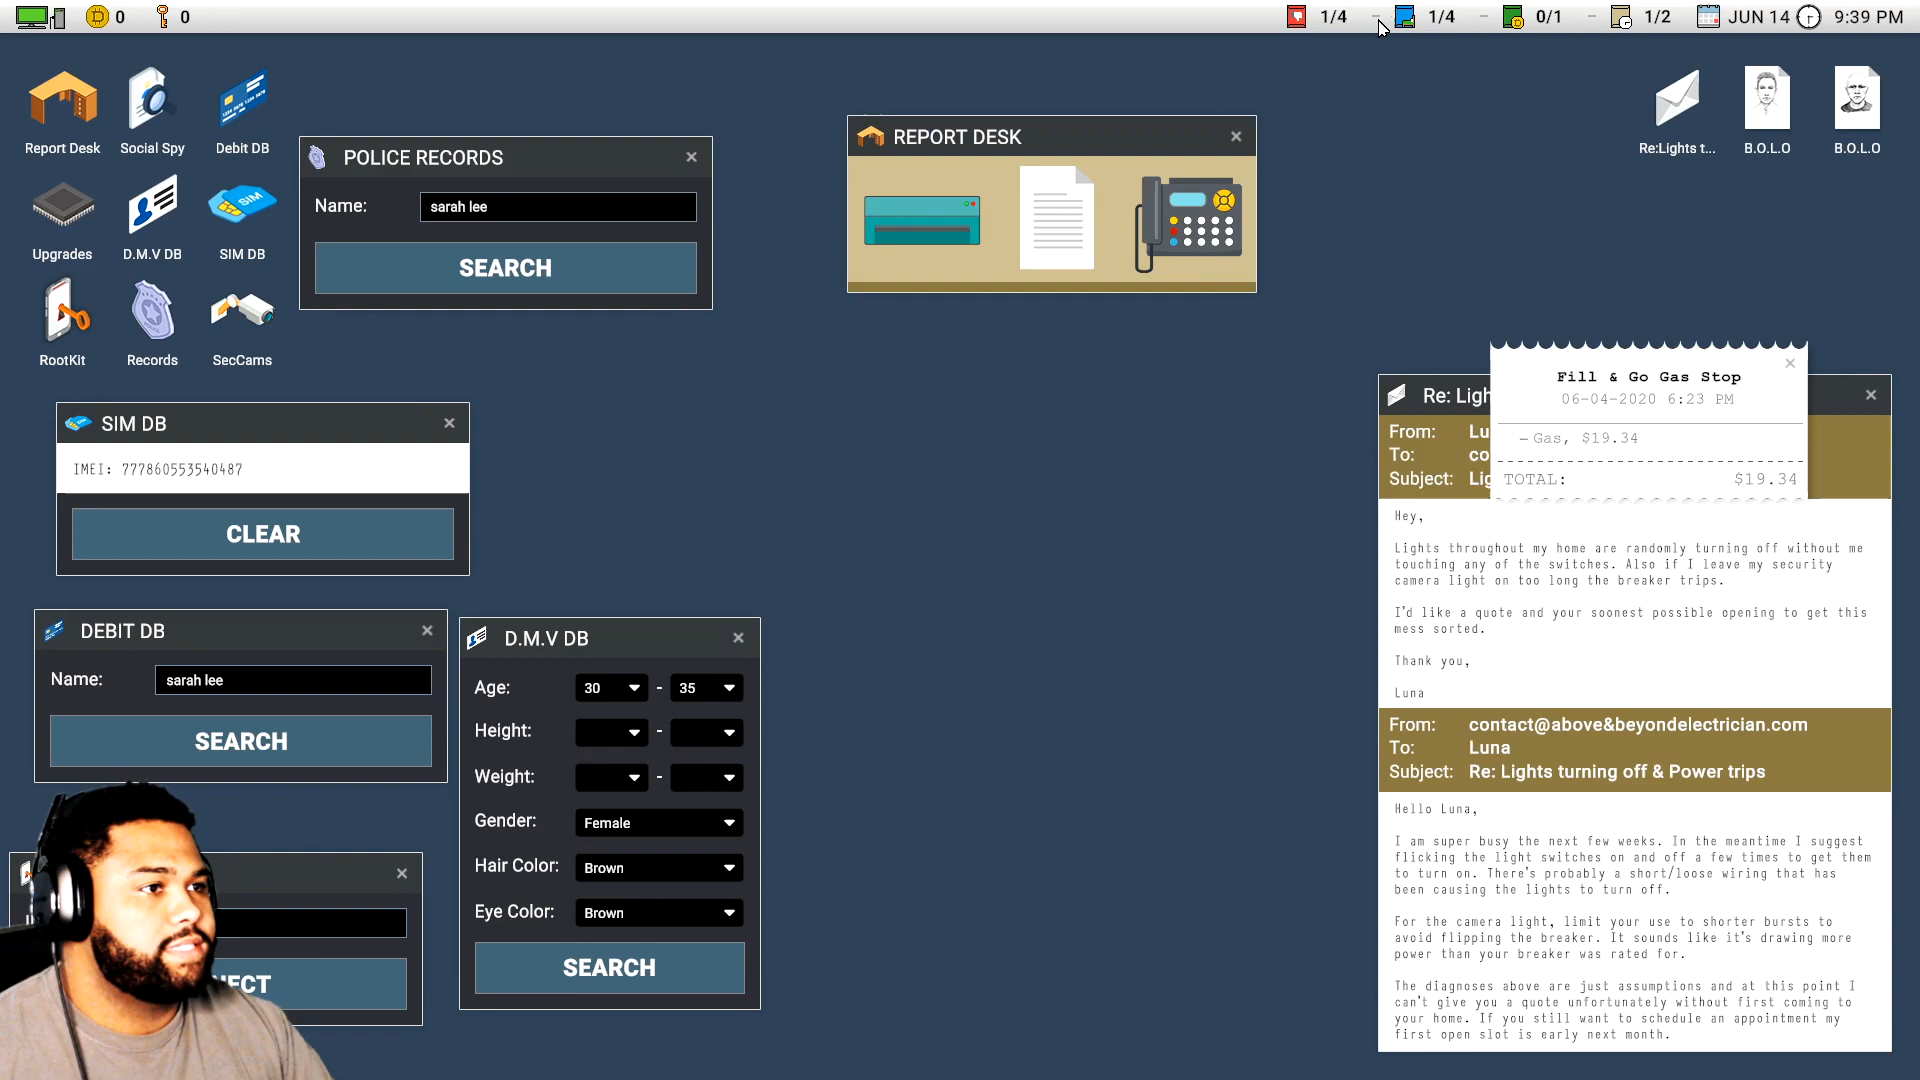 0
0
1/4
1/4
0/1
1/2
JUN 14
9:39 PM
Report Desk
Social Spy
Debit DB
Upgrades
D.M.V DB
SIM DB
SIM
RootKit
Records
SecCams
Re:Lights t...
B.O.L.O
B.O.L.O
POLICE RECORDS
Name:
sarah lee
SEARCH
REPORT DESK
SIM DB
IMEI: 777860553540487
CLEAR
DEBIT DB
Name:
sarah lee
SEARCH
D.M.V DB
Age: 30 - 35
Height: -
Weight: -
Gender: Female
Hair Color: Brown
Eye Color: Brown
SEARCH
NECT
Fill & Go Gas Stop
06-04-2020 6:23 PM
– Gas, $19.34
TOTAL: $19.34
Re: Ligh
From: Lu
To: co
Subject: Lig
Hey,
Lights throughout my home are randomly turning off without me
touching any of the switches. Also if I leave my security
camera light on too long the breaker trips.
I'd like a quote and your soonest possible opening to get this
mess sorted.
Thank you,
Luna
From: contact@above&beyondelectrician.com
To: Luna
Subject: Re: Lights turning off & Power trips
Hello Luna,
I am super busy the next few weeks. In the meantime I suggest
flicking the light switches on and off a few times to get them
to turn on. There's probably a short/loose wiring that has
been causing the lights to turn off.
For the camera light, limit your use to shorter bursts to
avoid flipping the breaker. It sounds like it's drawing more
power than your breaker was rated for.
The diagnoses above are just assumptions and at this point I
can't give you a quote unfortunately without first coming to
your home. If you still want to schedule an appointment my
first open slot is early next month.